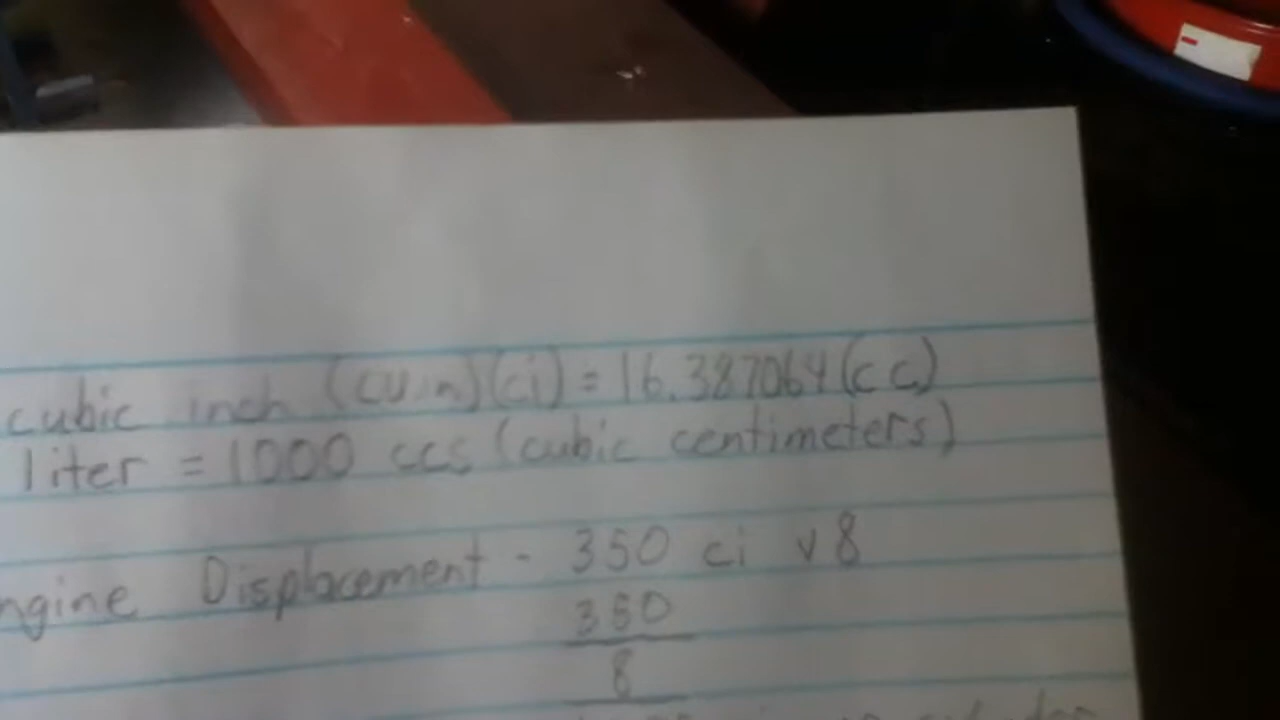 cubic inch (cu.in)(ci) = 16.387064(cc)
liter = 1000 ccs (cubic centimeters)
ngine Displacement - 350 ci v8
350
8